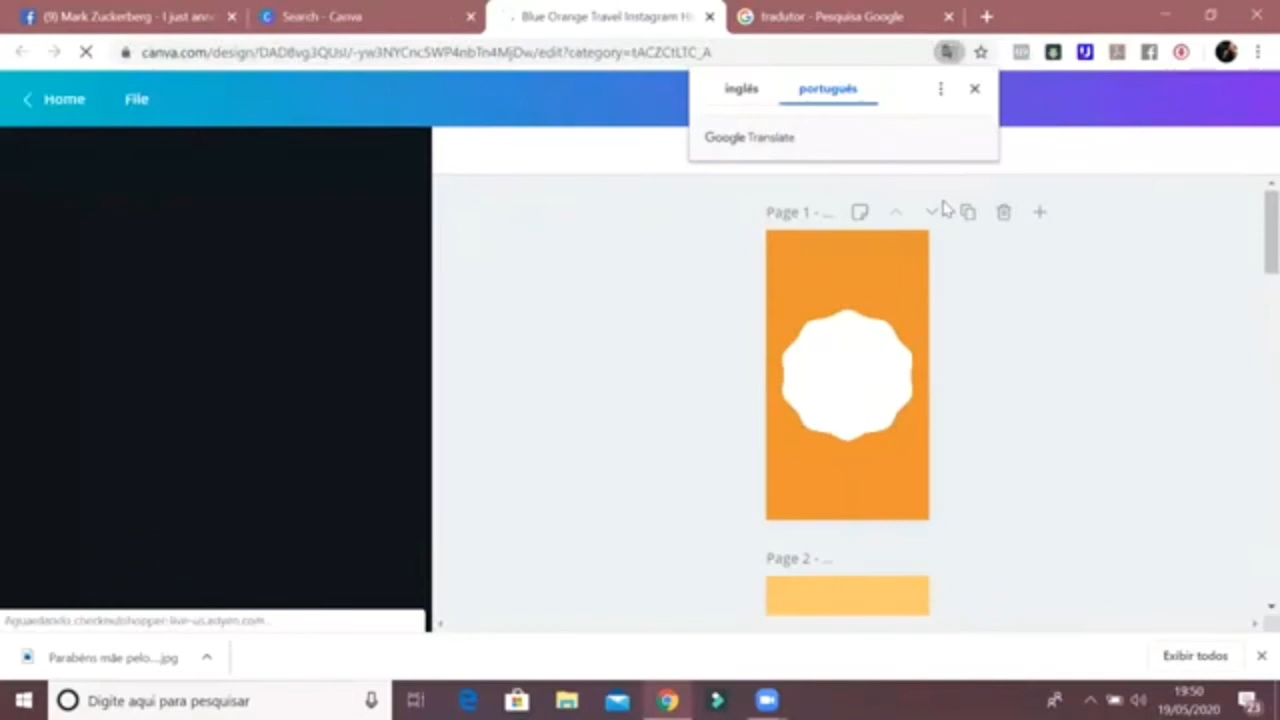 (9) Mark Zuckerberg - I just ann
Search - Canva
Blue Orange Travel Instagram Hi
tradutor - Pesquisa Google
canva.com/design/
/edit?category=tACZCtLTC_A
Home
File
inglês
português
Google Translate
Page 1 - ...
Page 2 - ...
Parabéns mãe pelo....jpg
Exibir todos
Digite aqui para pesquisar
19:50
19/05/2020
23